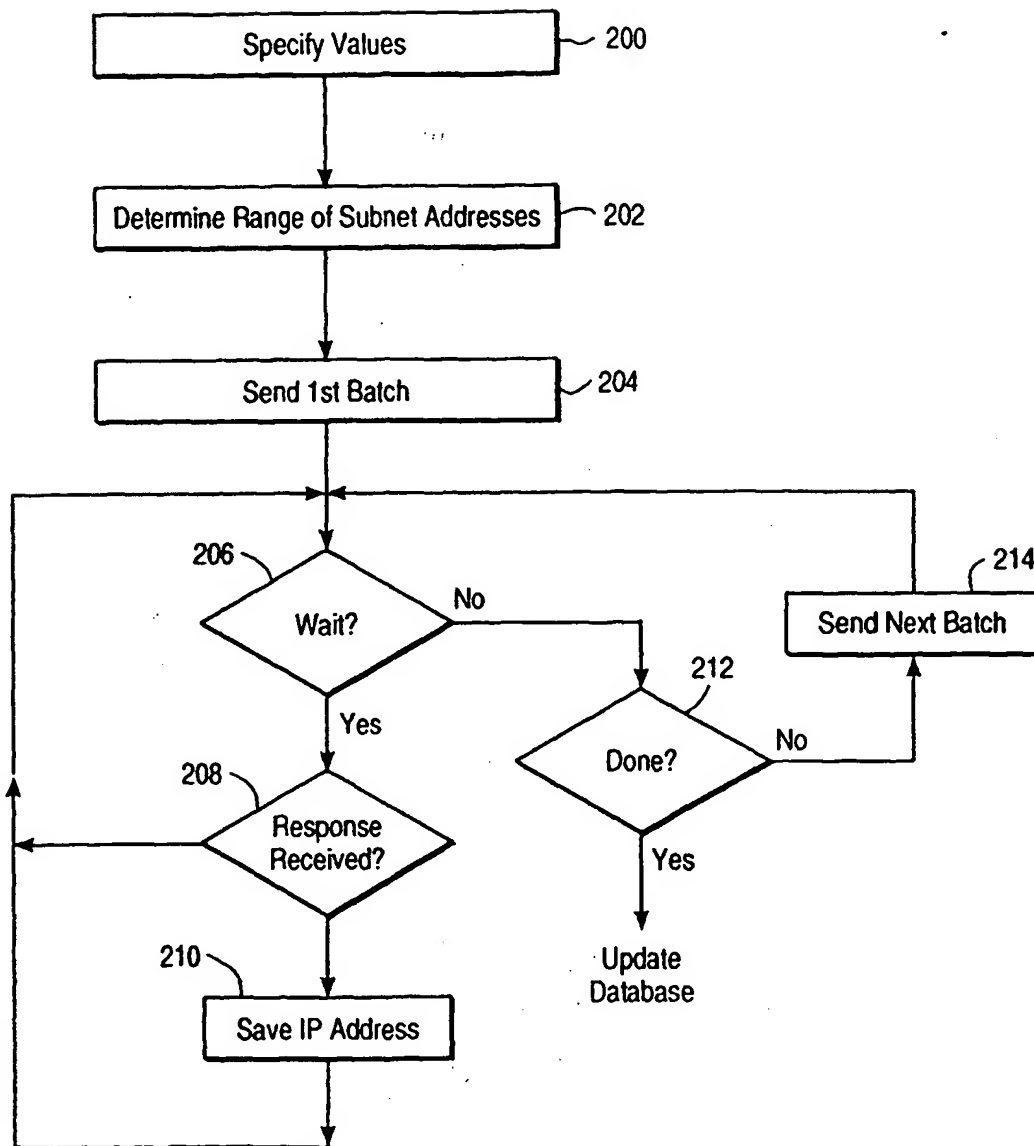 Specify Values
200
Determine Range of Subnet Addresses
202
Send 1st Batch
204
206
Wait?
No
Yes
214
Send Next Batch
212
Done?
No
Yes
208
Response
Received?
Update
Database
210
Save IP Address